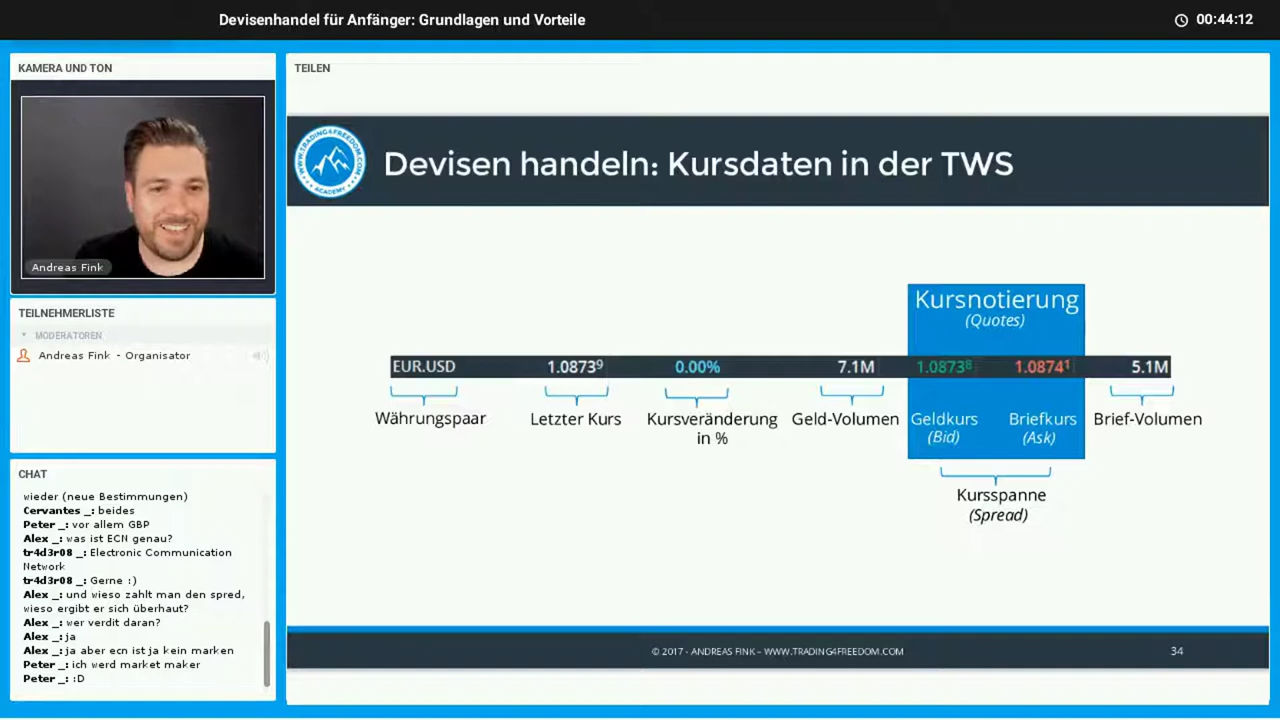 Devisenhandel für Anfänger: Grundlagen und Vorteile
00:44:12
KAMERA UND TON
Andreas Fink
TEILNEHMERLISTE
MODERATOREN
Andreas Fink - Organisator
CHAT
wieder (neue Bestimmungen)
Cervantes _: beides
Peter _: vor allem GBP
Alex _: was ist ECN genau?
tr4d3r08 _: Electronic Communication
Network
tr4d3r08 _: Gerne :)
Alex _: und wieso zahlt man den spred,
wieso ergibt er sich überhaut?
Alex _: wer verdit daran?
Alex _: ja
Alex _: ja aber ecn ist ja kein marken
Peter _: ich werd market maker
Peter _: :D
TEILEN
WWW.TRADING4FREEDOM.COM
ACADEMY
Devisen handeln: Kursdaten in der TWS
Kursnotierung
(Quotes)
EUR.USD 1.0873⁹ 0.00% 7.1M 1.0873⁸ 1.0874¹ 5.1M
Währungspaar Letzter Kurs Kursveränderung Geld-Volumen Geldkurs Briefkurs Brief-Volumen
in % (Bid) (Ask)
Kursspanne
(Spread)
© 2017 - ANDREAS FINK – WWW.TRADING4FREEDOM.COM
34